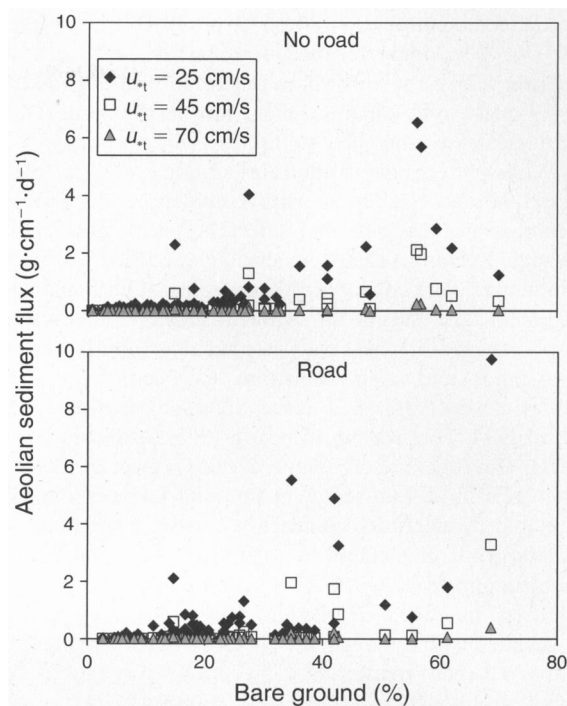 10
No road
u*t = 25 cm/s
8
u*t = 45 cm/s
u*t = 70 cm/s
6
4
2
0
Aeolian sediment flux (g·cm⁻¹·d⁻¹)
10
Road
8
6
4
2
0
0 20 40 60 80
Bare ground (%)